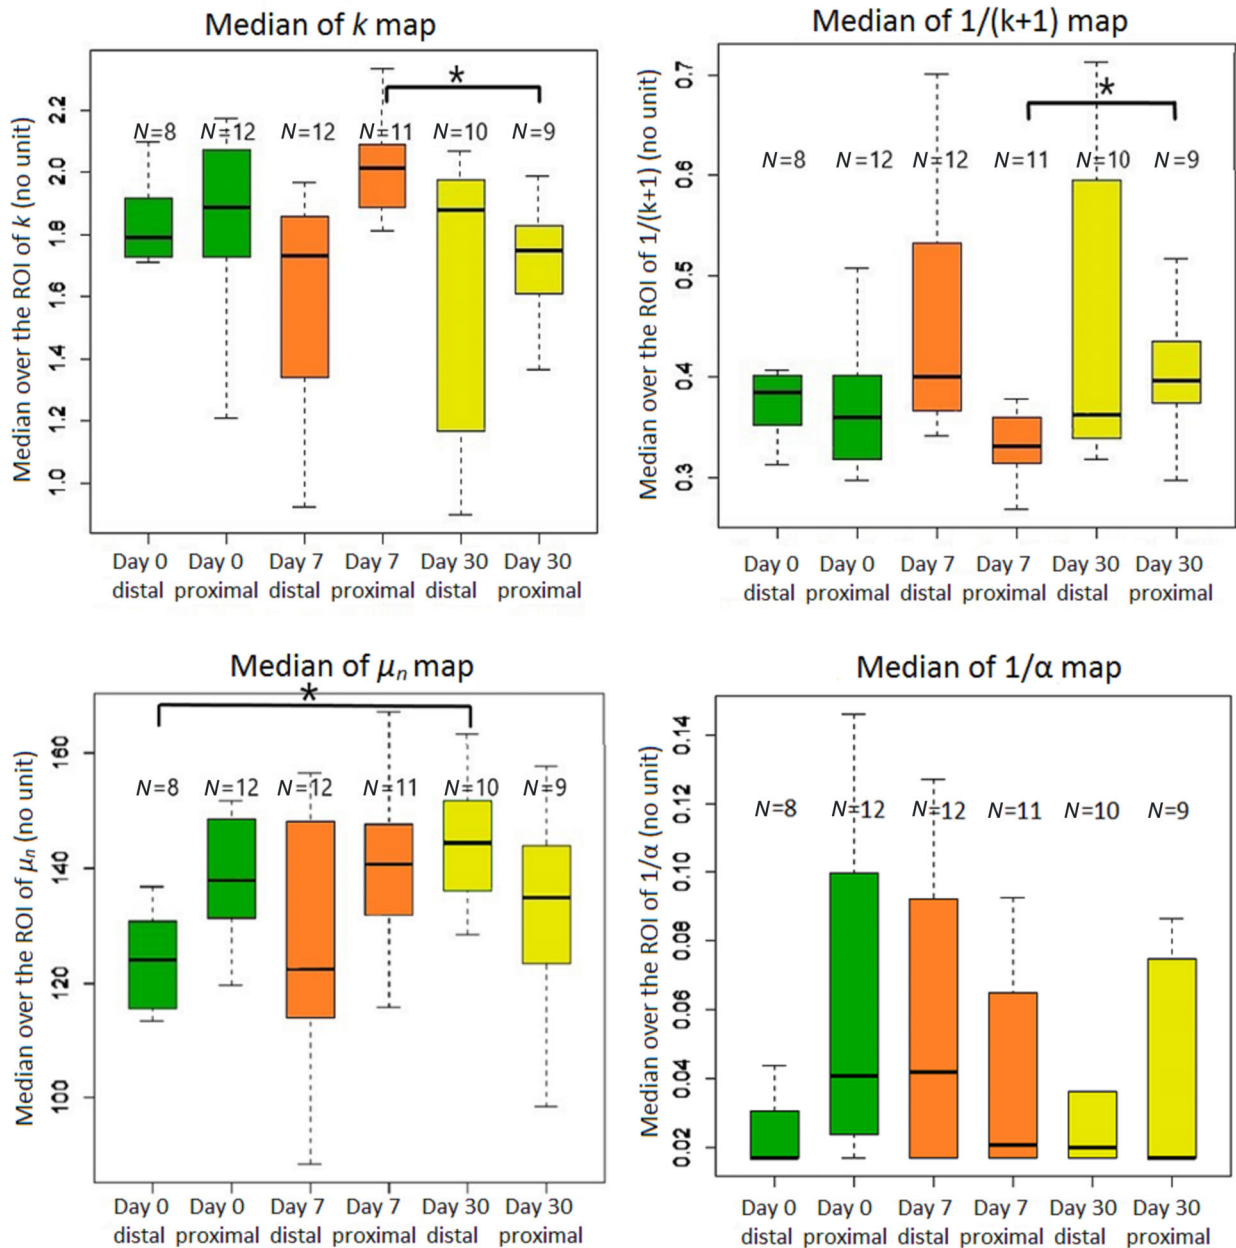 Median of k map
Median over the ROI of k (no unit)
2.2
2.0
1.8
1.6
1.4
1.2
1.0
*
N=8 N=12 N=12 N=11 N=10 N=9
Day 0 Day 0 Day 7 Day 7 Day 30 Day 30
distal proximal distal proximal distal proximal
Median of 1/(k+1) map
Median over the ROI of 1/(k+1) (no unit)
0.7
0.6
0.5
0.4
0.3
*
N=8 N=12 N=12 N=11 N=10 N=9
Day 0 Day 0 Day 7 Day 7 Day 30 Day 30
distal proximal distal proximal distal proximal
Median of μn map
Median over the ROI of μn (no unit)
160
140
120
100
*
N=8 N=12 N=12 N=11 N=10 N=9
Day 0 Day 0 Day 7 Day 7 Day 30 Day 30
distal proximal distal proximal distal proximal
Median of 1/α map
Median over the ROI of 1/α (no unit)
0.14
0.12
0.10
0.08
0.06
0.04
0.02
N=8 N=12 N=12 N=11 N=10 N=9
Day 0 Day 0 Day 7 Day 7 Day 30 Day 30
distal proximal distal proximal distal proximal